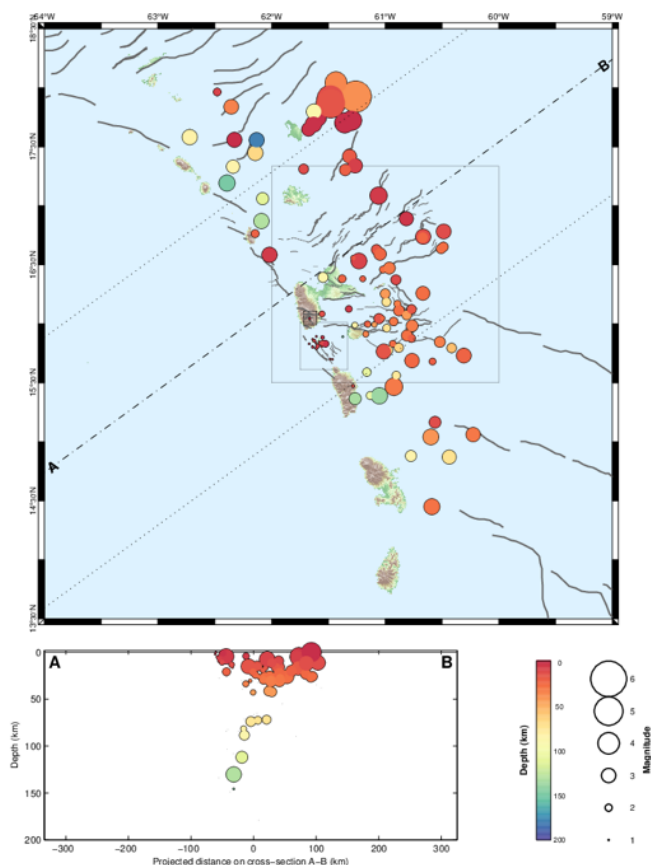 64°W 63°W 62°W 61°W 60°W 59°W
18°30'N
17°30'N
16°30'N
15°30'N
14°30'N
13°30'N
B
A
A B
0
50
100
150
200
Depth (km)
−300 −200 −100 0 100 200 300
Projected distance on cross−section A−B (km)
0
50
100
150
200
Depth (km)
6
5
4
3
2
1
Magnitude